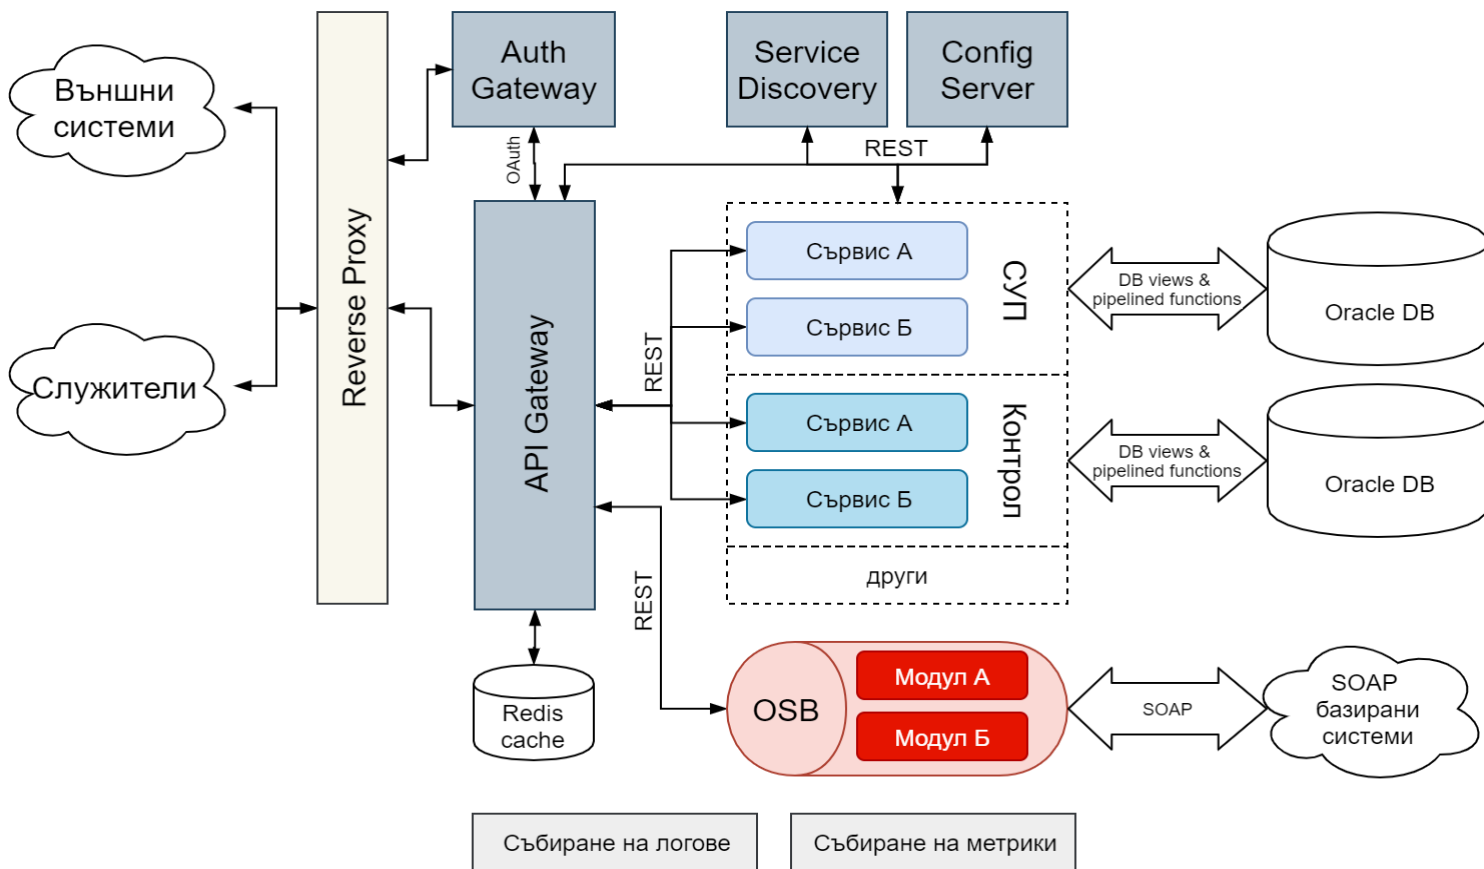 Външни
системи
Служители
Reverse Proxy
Auth
Gateway
OAuth
API Gateway
Redis
cache
Service
Discovery
Config
Server
REST
REST
REST
Сървис А
Сървис Б
СУП
Сървис А
Сървис Б
Контрол
други
DB views &
pipelined functions
Oracle DB
DB views &
pipelined functions
Oracle DB
OSB
Модул А
Модул Б
SOAP
SOAP
базирани
системи
Събиране на логове
Събиране на метрики